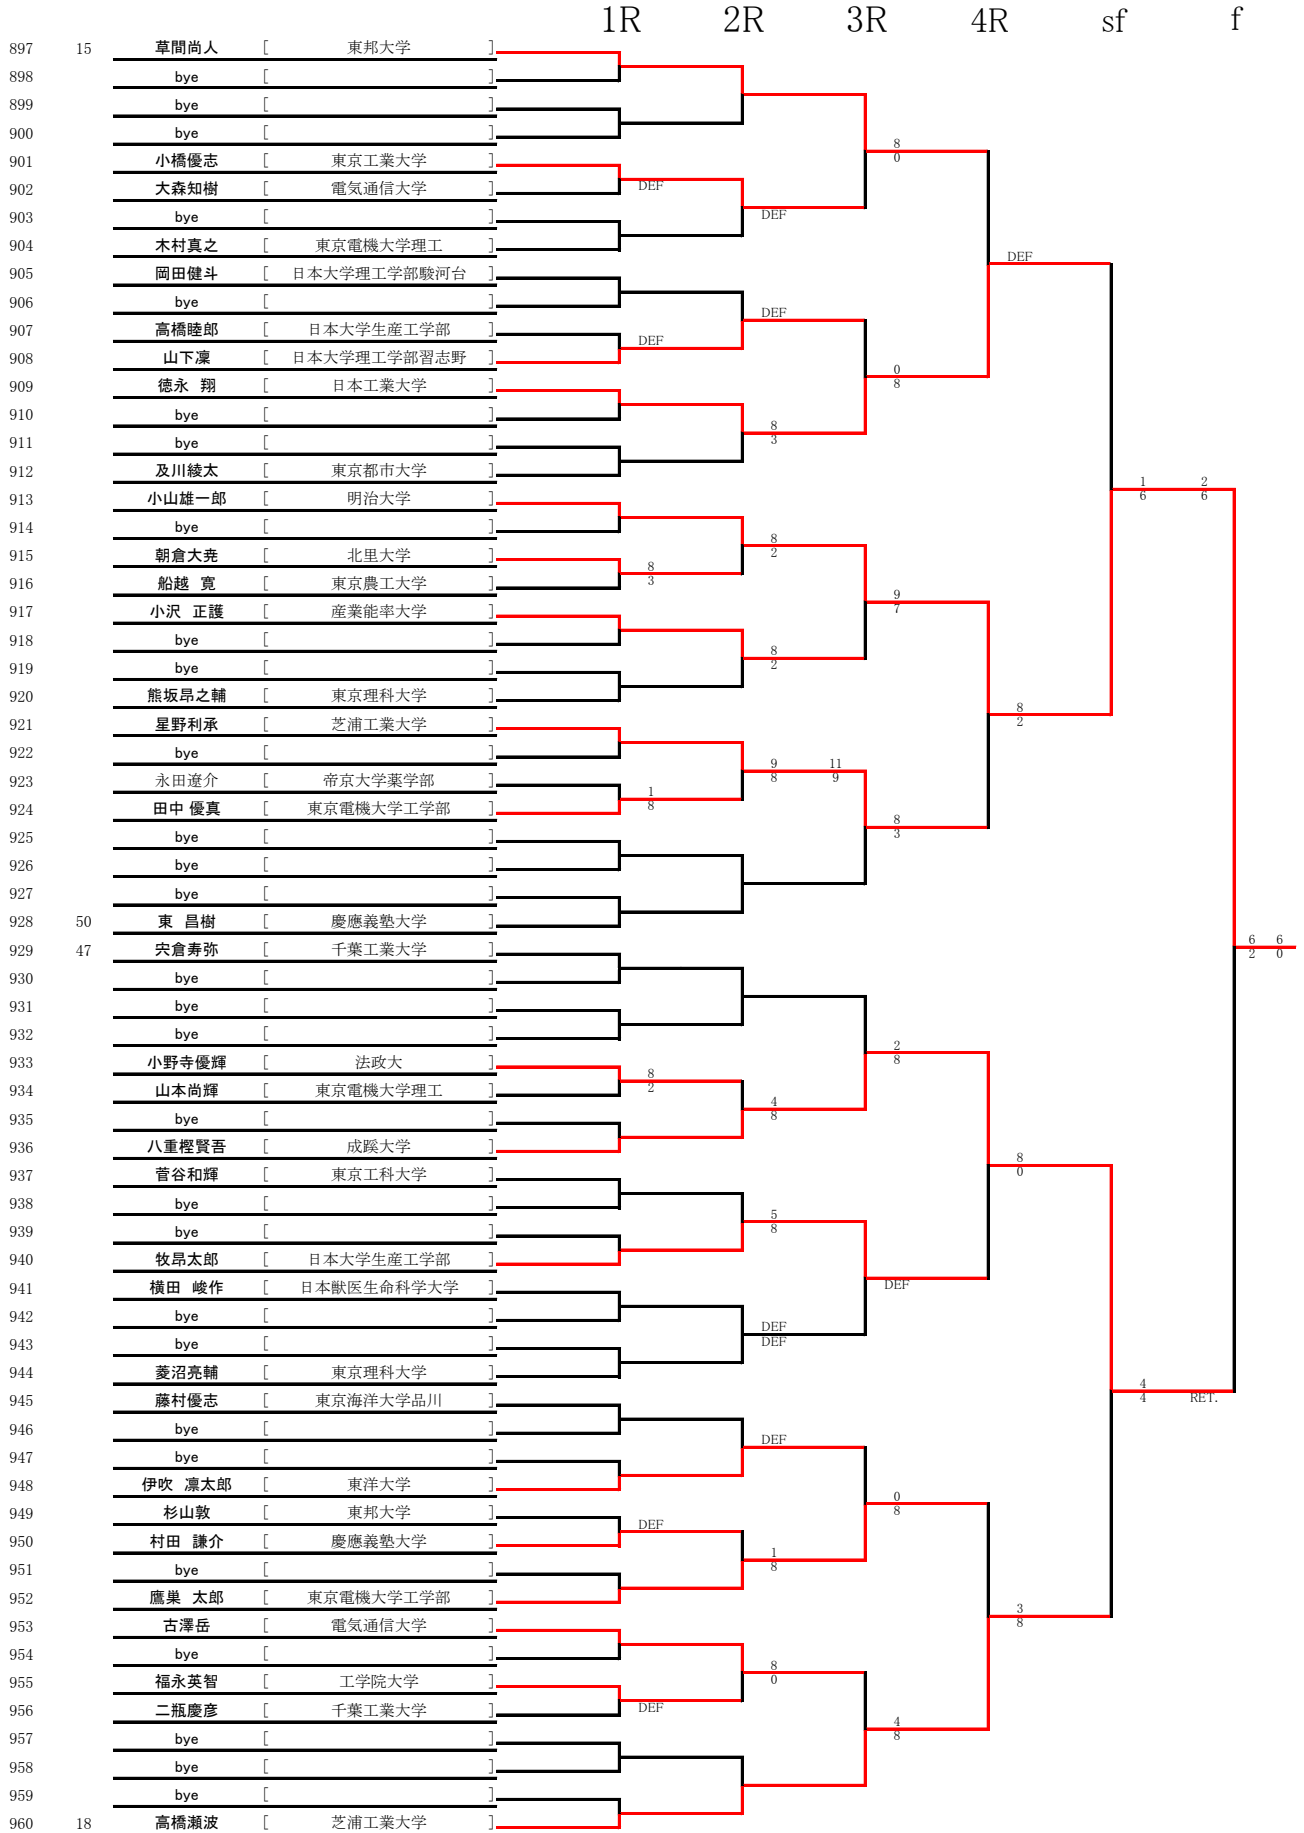 1R 2R 3R 4R sf f
897 15 草間尚人 [ 東邦大学 ]
898 bye [ ]
899 bye [ ]
900 bye [ ]
8
0
901 小橋優志 [ 東京工業大学 ]
902 大森知樹 [ 電気通信大学 ] DEF
903 bye [ ] DEF
904 木村真之 [ 東京電機大学理工 ]
DEF
905 岡田健斗 [ 日本大学理工学部駿河台 ]
906 bye [ ]
DEF
907 高橋睦郎 [ 日本大学生産工学部 ]
DEF
908 山下凜 [ 日本大学理工学部習志野 ]
0
8
909 徳永 翔 [ 日本工業大学 ]
910 bye [ ]
8
3
911 bye [ ]
912 及川綾太 [ 東京都市大学 ]
1 2
6 6
913 小山雄一郎 [ 明治大学 ]
914 bye [ ]
8
2
915 朝倉大尭 [ 北里大学 ]
8
3
916 船越 寛 [ 東京農工大学 ]
9
7
917 小沢 正護 [ 産業能率大学 ]
918 bye [ ]
8
2
919 bye [ ]
920 熊坂昂之輔 [ 東京理科大学 ]
8
2
921 星野利承 [ 芝浦工業大学 ]
922 bye [ ]
9 11
8 9
923 永田遼介 [ 帝京大学薬学部 ]
1
8
924 田中 優真 [ 東京電機大学工学部 ]
8
3
925 bye [ ]
926 bye [ ]
927 bye [ ]
928 50 東 昌樹 [ 慶應義塾大学 ]
6 6
2 0
929 47 宍倉寿弥 [ 千葉工業大学 ]
930 bye [ ]
931 bye [ ]
932 bye [ ]
2
8
933 小野寺優輝 [ 法政大 ]
8
2
934 山本尚輝 [ 東京電機大学理工 ]
4
8
935 bye [ ]
936 八重樫賢吾 [ 成蹊大学 ]
8
0
937 菅谷和輝 [ 東京工科大学 ]
938 bye [ ]
5
8
939 bye [ ]
940 牧昂太郎 [ 日本大学生産工学部 ]
DEF
941 横田 峻作 [ 日本獣医生命科学大学 ]
942 bye [ ]
DEF
DEF
943 bye [ ]
944 菱沼亮輔 [ 東京理科大学 ]
4
4 RET.
945 藤村優志 [ 東京海洋大学品川 ]
946 bye [ ]
DEF
947 bye [ ]
948 伊吹 凛太郎 [ 東洋大学 ]
0
8
949 杉山敦 [ 東邦大学 ]
DEF
950 村田 謙介 [ 慶應義塾大学 ]
1
8
951 bye [ ]
952 鷹巣 太郎 [ 東京電機大学工学部 ]
3
8
953 古澤岳 [ 電気通信大学 ]
954 bye [ ]
8
0
955 福永英智 [ 工学院大学 ]
956 二瓶慶彦 [ 千葉工業大学 ] DEF
4
8
957 bye [ ]
958 bye [ ]
959 bye [ ]
960 18 高橋瀬波 [ 芝浦工業大学 ]